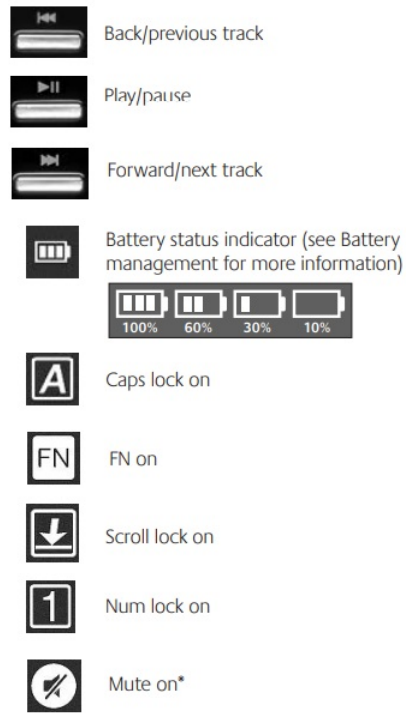 Back/previous track
Play/pause
Forward/next track
Battery status indicator (see Battery
management for more information)
100% 60% 30% 10%
A
Caps lock on
FN
FN on
Scroll lock on
1
Num lock on
Mute on*